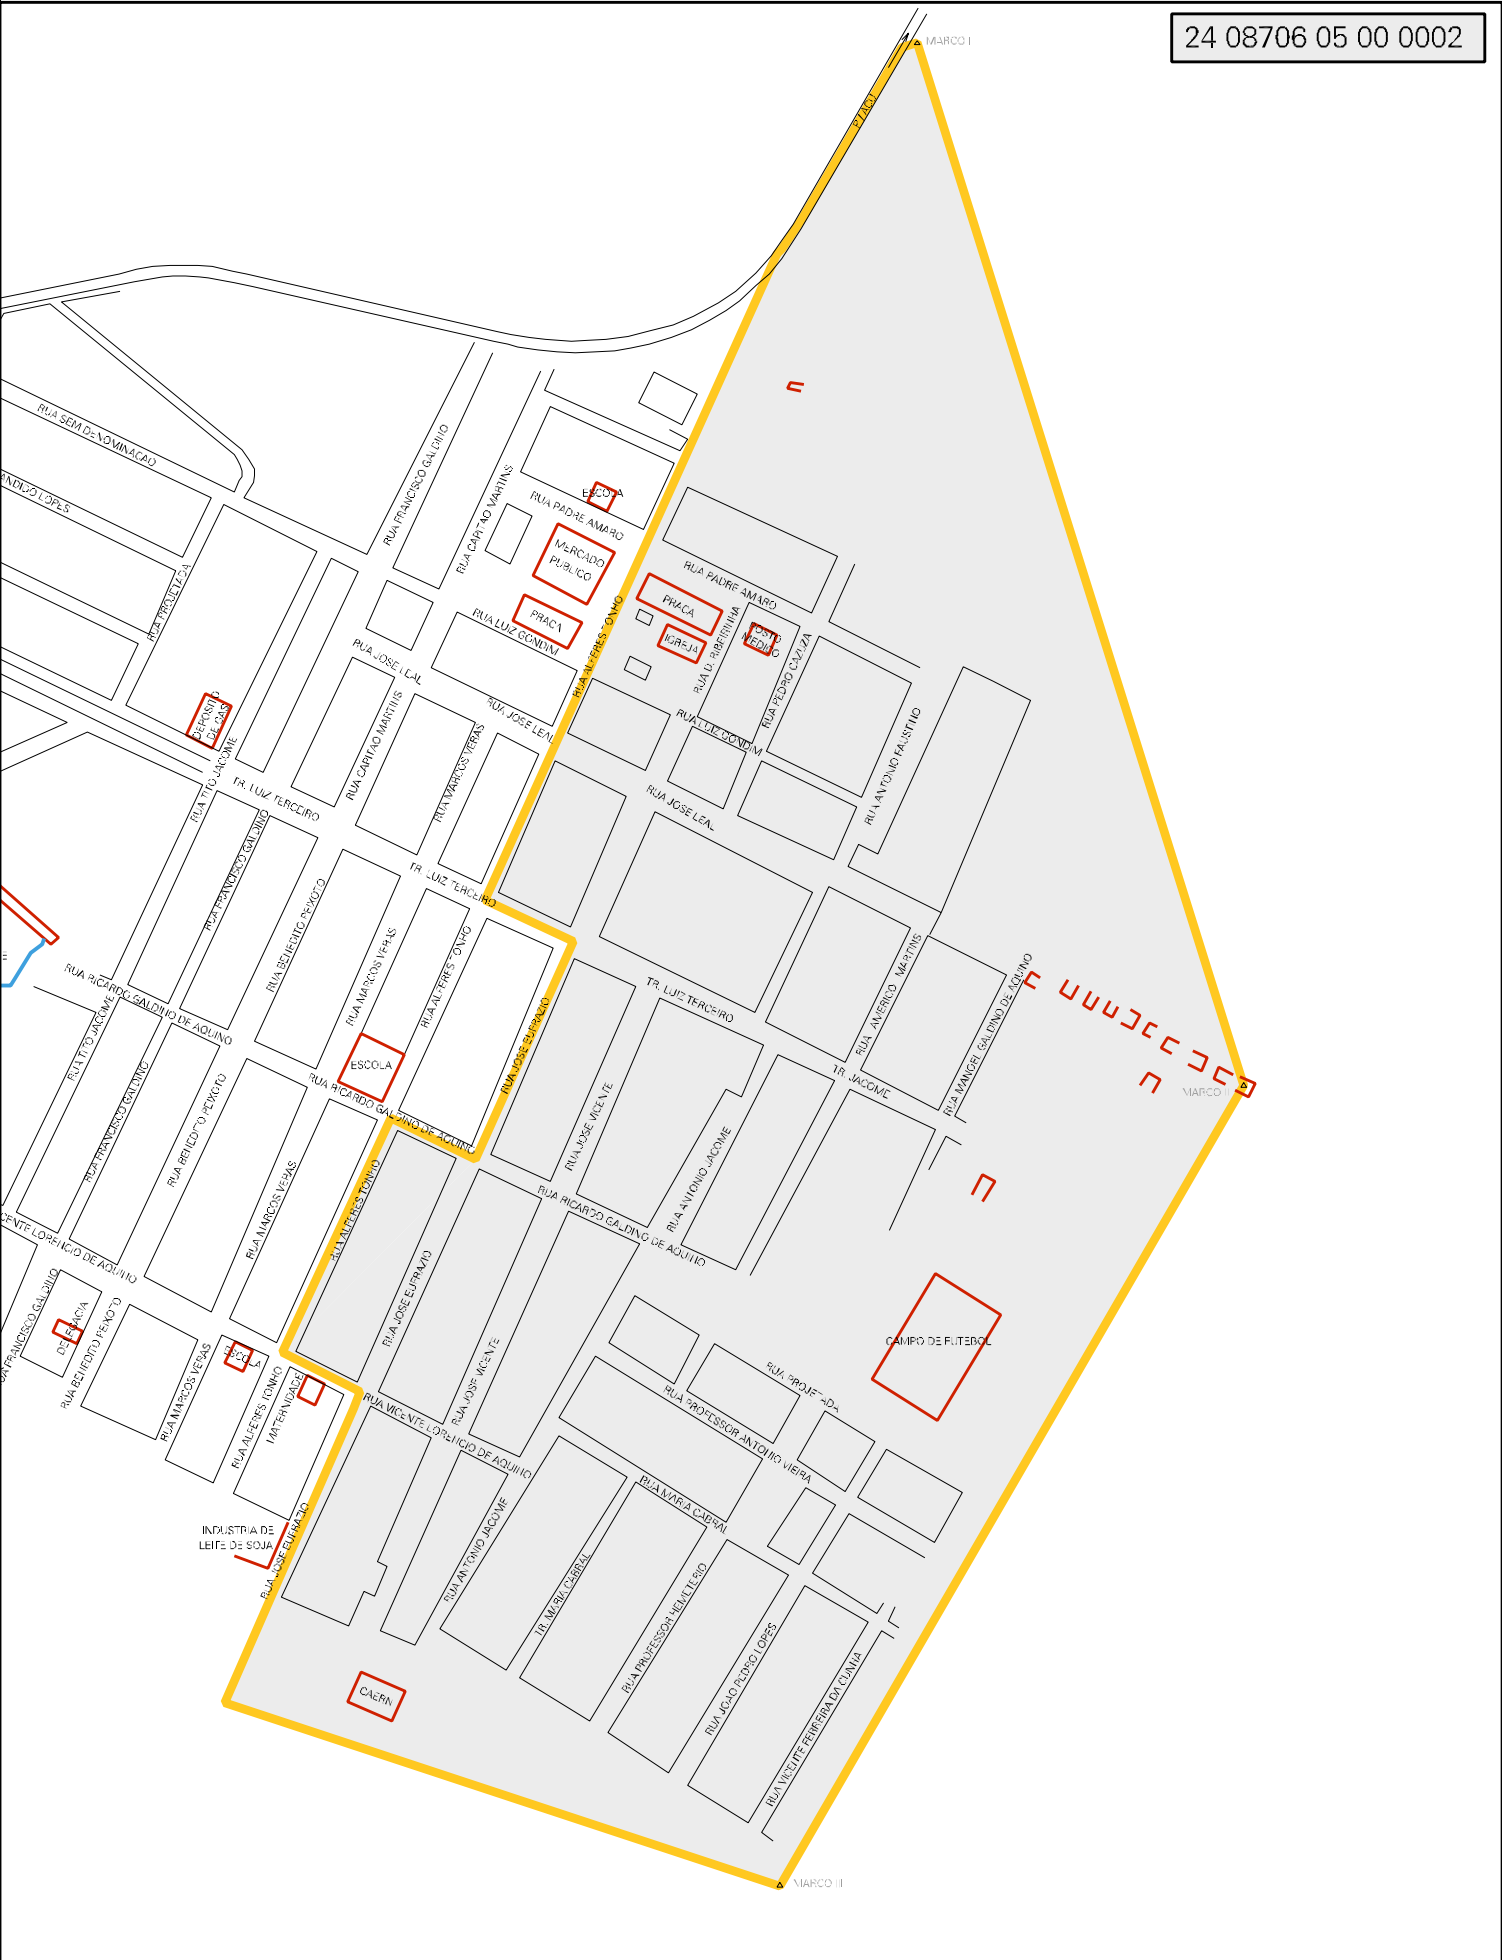 24 08706 05 00 0002
MARCO I
P/ ACU
RUA SEM DENOMINACAO
ANDIDO LOPES
RUA FRANCISCO GALDINO
RUA CAPITAO MARTINS
ESCOLA
RUA PADRE AMARO
MERCADO
PUBLICO
PRACA
RUA LUIZ GONDIM
RUA PROJETADA
RUA JOSE LEAL
RUA ALFERES TONHO
RUA PADRE AMARO
PRACA
IGREJA
RUA D. RIBEIRINHA
POSTO
MEDICO
RUA PEDRO CAZUZA
RUA LUIZ GONDIM
RUA JOSE LEAL
DEPOSITO
DE GAS
RUA CAPITAO MARTINS
RUA MARCOS VERAS
RUA TITO JACOME
TR. LUIZ TERCEIRO
RUA JOSE LEAL
RUA ANTONIO FAUSTINO
TR. LUIZ TERCEIRO
RUA FRANCISCO GALDINO
RUA BENEDITO PEIXOTO
RUA MARCOS VERAS
RUA ALFERES TONHO
E
RUA RICARDO GALDINO DE AQUINO
RUA TITO JACOME
TR. LUIZ TERCEIRO
RUA AMERICO MARTINS
RUA MANOEL GALDINO DE AQUINO
RUA JOSE EUFRAZIO
ESCOLA
TR. JACOME
MARCO II
RUA RICARDO GALDINO DE AQUINO
RUA FRANCISCO GALDINO
RUA BENEDITO PEIXOTO
RUA JOSE VICENTE
RUA ANTONIO JACOME
RUA MARCOS VERAS
RUA ALFERES TONHO
RUA RICARDO GALDINO DE AQUINO
CENTE LORENCIO DE AQUINO
RUA JOSE EUFRAZIO
UA FRANCISCO GALDINO
DELEGACIA
RUA BENEDITO PEIXOTO
RUA MARCOS VERAS
ESCOLA
RUA ALFERES TONHO
MATERNIDADE
RUA JOSE VICENTE
CAMPO DE FUTEBOL
RUA PROJETADA
RUA VICENTE LORENCIO DE AQUINO
RUA PROFESSOR ANTONIO VIEIRA
RUA MARIA CABRAL
INDUSTRIA DE
LEITE DE SOJA
RUA JOSE EUFRAZIO
RUA ANTONIO JACOME
TR. MARIA CABRAL
RUA PROFESSOR HEMETERIO
RUA JOAO PEDRO LOPES
RUA VICENTE FERREIRA DA CUNHA
CAERN
MARCO III